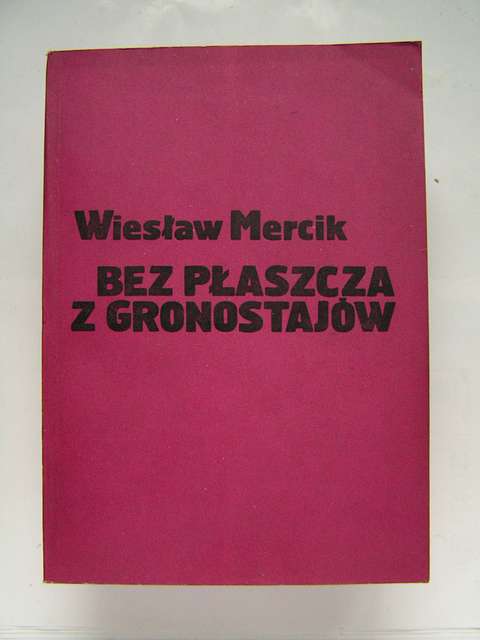 Wiesław Mercik
BEZ PŁASZCZA
Z GRONOSTAJÓW